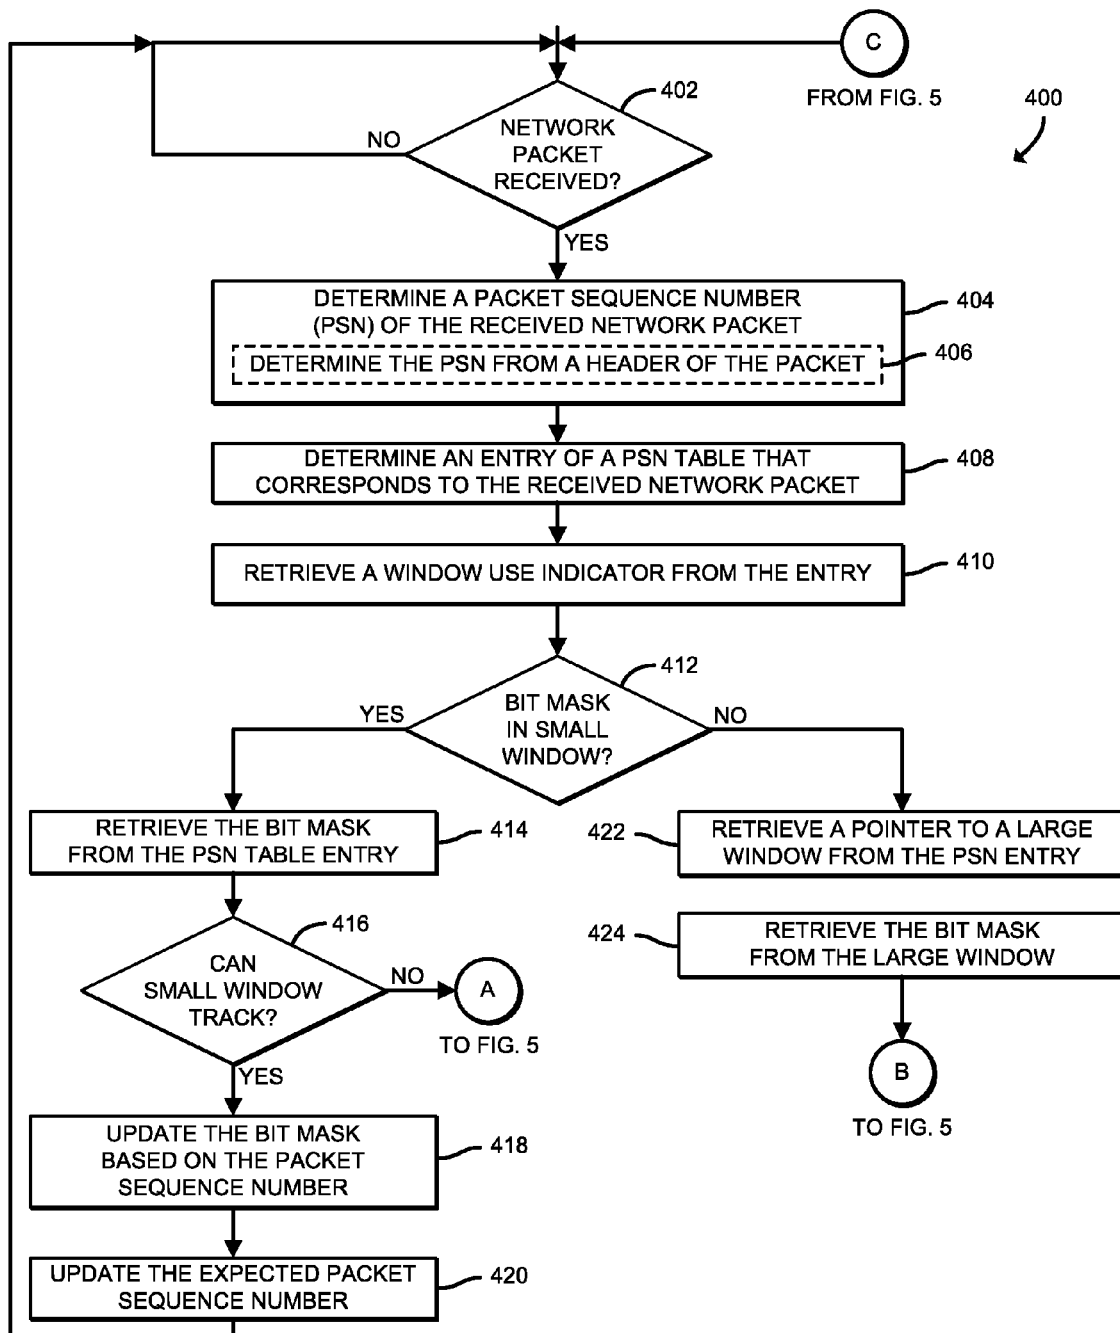 C
FROM FIG. 5
400
402
NETWORK
PACKET
RECEIVED?
NO
YES
DETERMINE A PACKET SEQUENCE NUMBER
(PSN) OF THE RECEIVED NETWORK PACKET
404
DETERMINE THE PSN FROM A HEADER OF THE PACKET
406
DETERMINE AN ENTRY OF A PSN TABLE THAT
CORRESPONDS TO THE RECEIVED NETWORK PACKET
408
RETRIEVE A WINDOW USE INDICATOR FROM THE ENTRY
410
412
BIT MASK
IN SMALL
WINDOW?
YES
NO
RETRIEVE THE BIT MASK
FROM THE PSN TABLE ENTRY
414
422
RETRIEVE A POINTER TO A LARGE
WINDOW FROM THE PSN ENTRY
416
CAN
SMALL WINDOW
TRACK?
NO
A
TO FIG. 5
YES
424
RETRIEVE THE BIT MASK
FROM THE LARGE WINDOW
B
TO FIG. 5
UPDATE THE BIT MASK
BASED ON THE PACKET
SEQUENCE NUMBER
418
UPDATE THE EXPECTED PACKET
SEQUENCE NUMBER
420